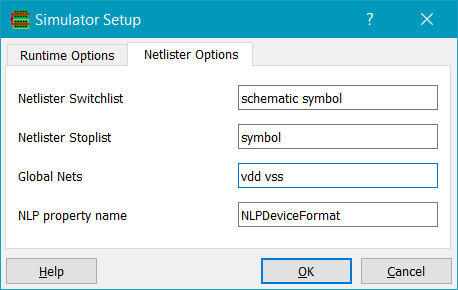 Simulator Setup
Runtime Options Netlister Options
Netlister Switchlist schematic symbol
Netlister Stoplist symbol
Global Nets vdd vss
NLP property name NLPDeviceFormat
Help OK Cancel